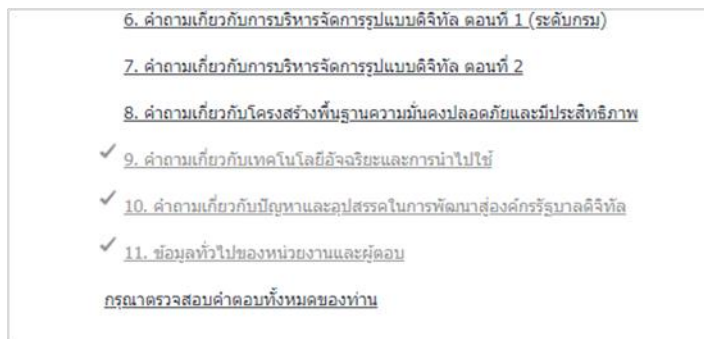 6. คำถามเกี่ยวกับการบริหารจัดการรูปแบบดิจิทัล ตอนที่ 1 (ระดับกรม)
7. คำถามเกี่ยวกับการบริหารจัดการรูปแบบดิจิทัล ตอนที่ 2
8. คำถามเกี่ยวกับโครงสร้างพื้นฐานความมั่นคงปลอดภัยและมีประสิทธิภาพ
9. คำถามเกี่ยวกับเทคโนโลยีอัจฉริยะและการนำไปใช้
10. คำถามเกี่ยวกับปัญหาและอุปสรรคในการพัฒนาสู่องค์กรรัฐบาลดิจิทัล
11. ข้อมูลทั่วไปของหน่วยงานและผู้ตอบ
กรุณาตรวจสอบคำตอบทั้งหมดของท่าน